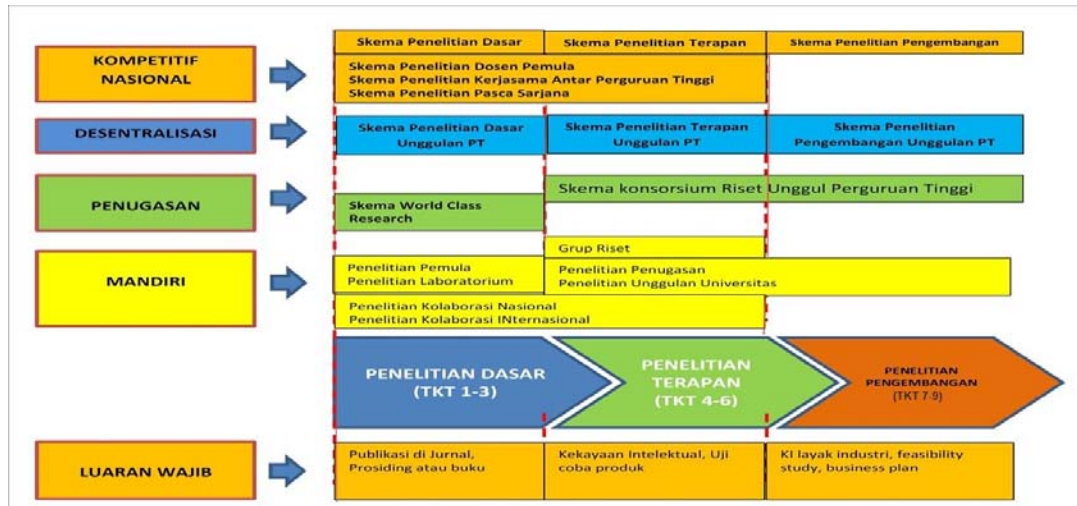 KOMPETITIF
NASIONAL
Skema Penelitian Dasar
Skema Penelitian Terapan
Skema Penelitian Pengembangan
Skema Penelitian Dosen Pemula
Skema Penelitian Kerjasama Antar Perguruan Tinggi
Skema Penelitian Pasca Sarjana
DESENTRALISASI
Skema Penelitian Dasar
Unggulan PT
Skema Penelitian Terapan
Unggulan PT
Skema Penelitian
Pengembangan Unggulan PT
PENUGASAN
Skema World Class
Research
Skema konsorsium Riset Unggul Perguruan Tinggi
MANDIRI
Grup Riset
Penelitian Pemula
Penelitian Laboratorium
Penelitian Penugasan
Penelitian Unggulan Universitas
Penelitian Kolaborasi Nasional
Penelitian Kolaborasi INternasional
PENELITIAN DASAR
(TKT 1-3)
PENELITIAN
TERAPAN
(TKT 4-6)
PENELITIAN
PENGEMBANGAN
(TKT 7-9)
LUARAN WAJIB
Publikasi di Jurnal,
Prosiding atau buku
Kekayaan Intelektual, Uji
coba produk
KI layak industri, feasibility
study, business plan